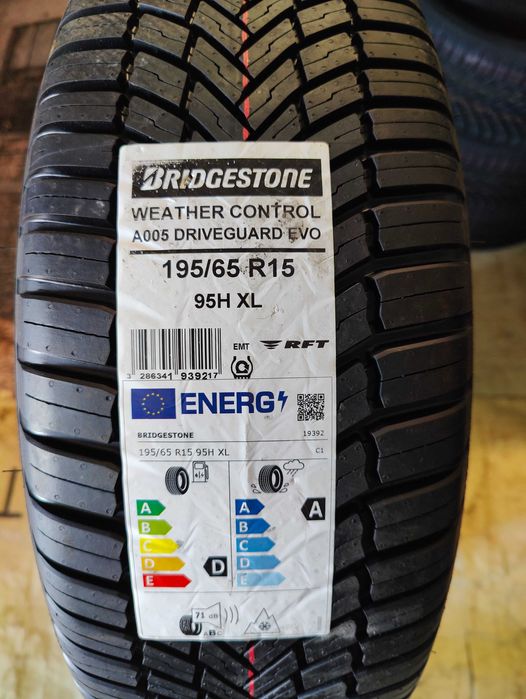 BRIDGESTONE
WEATHER CONTROL
A005 DRIVEGUARD EVO
195/65 R15
95H XL
EMT RFT
3 286341 939217
ENERG
BRIDGESTONE 19392
195/65 R15 95H XL C1
A A A
B B
C C
D D D
E E
71 dB
ABC